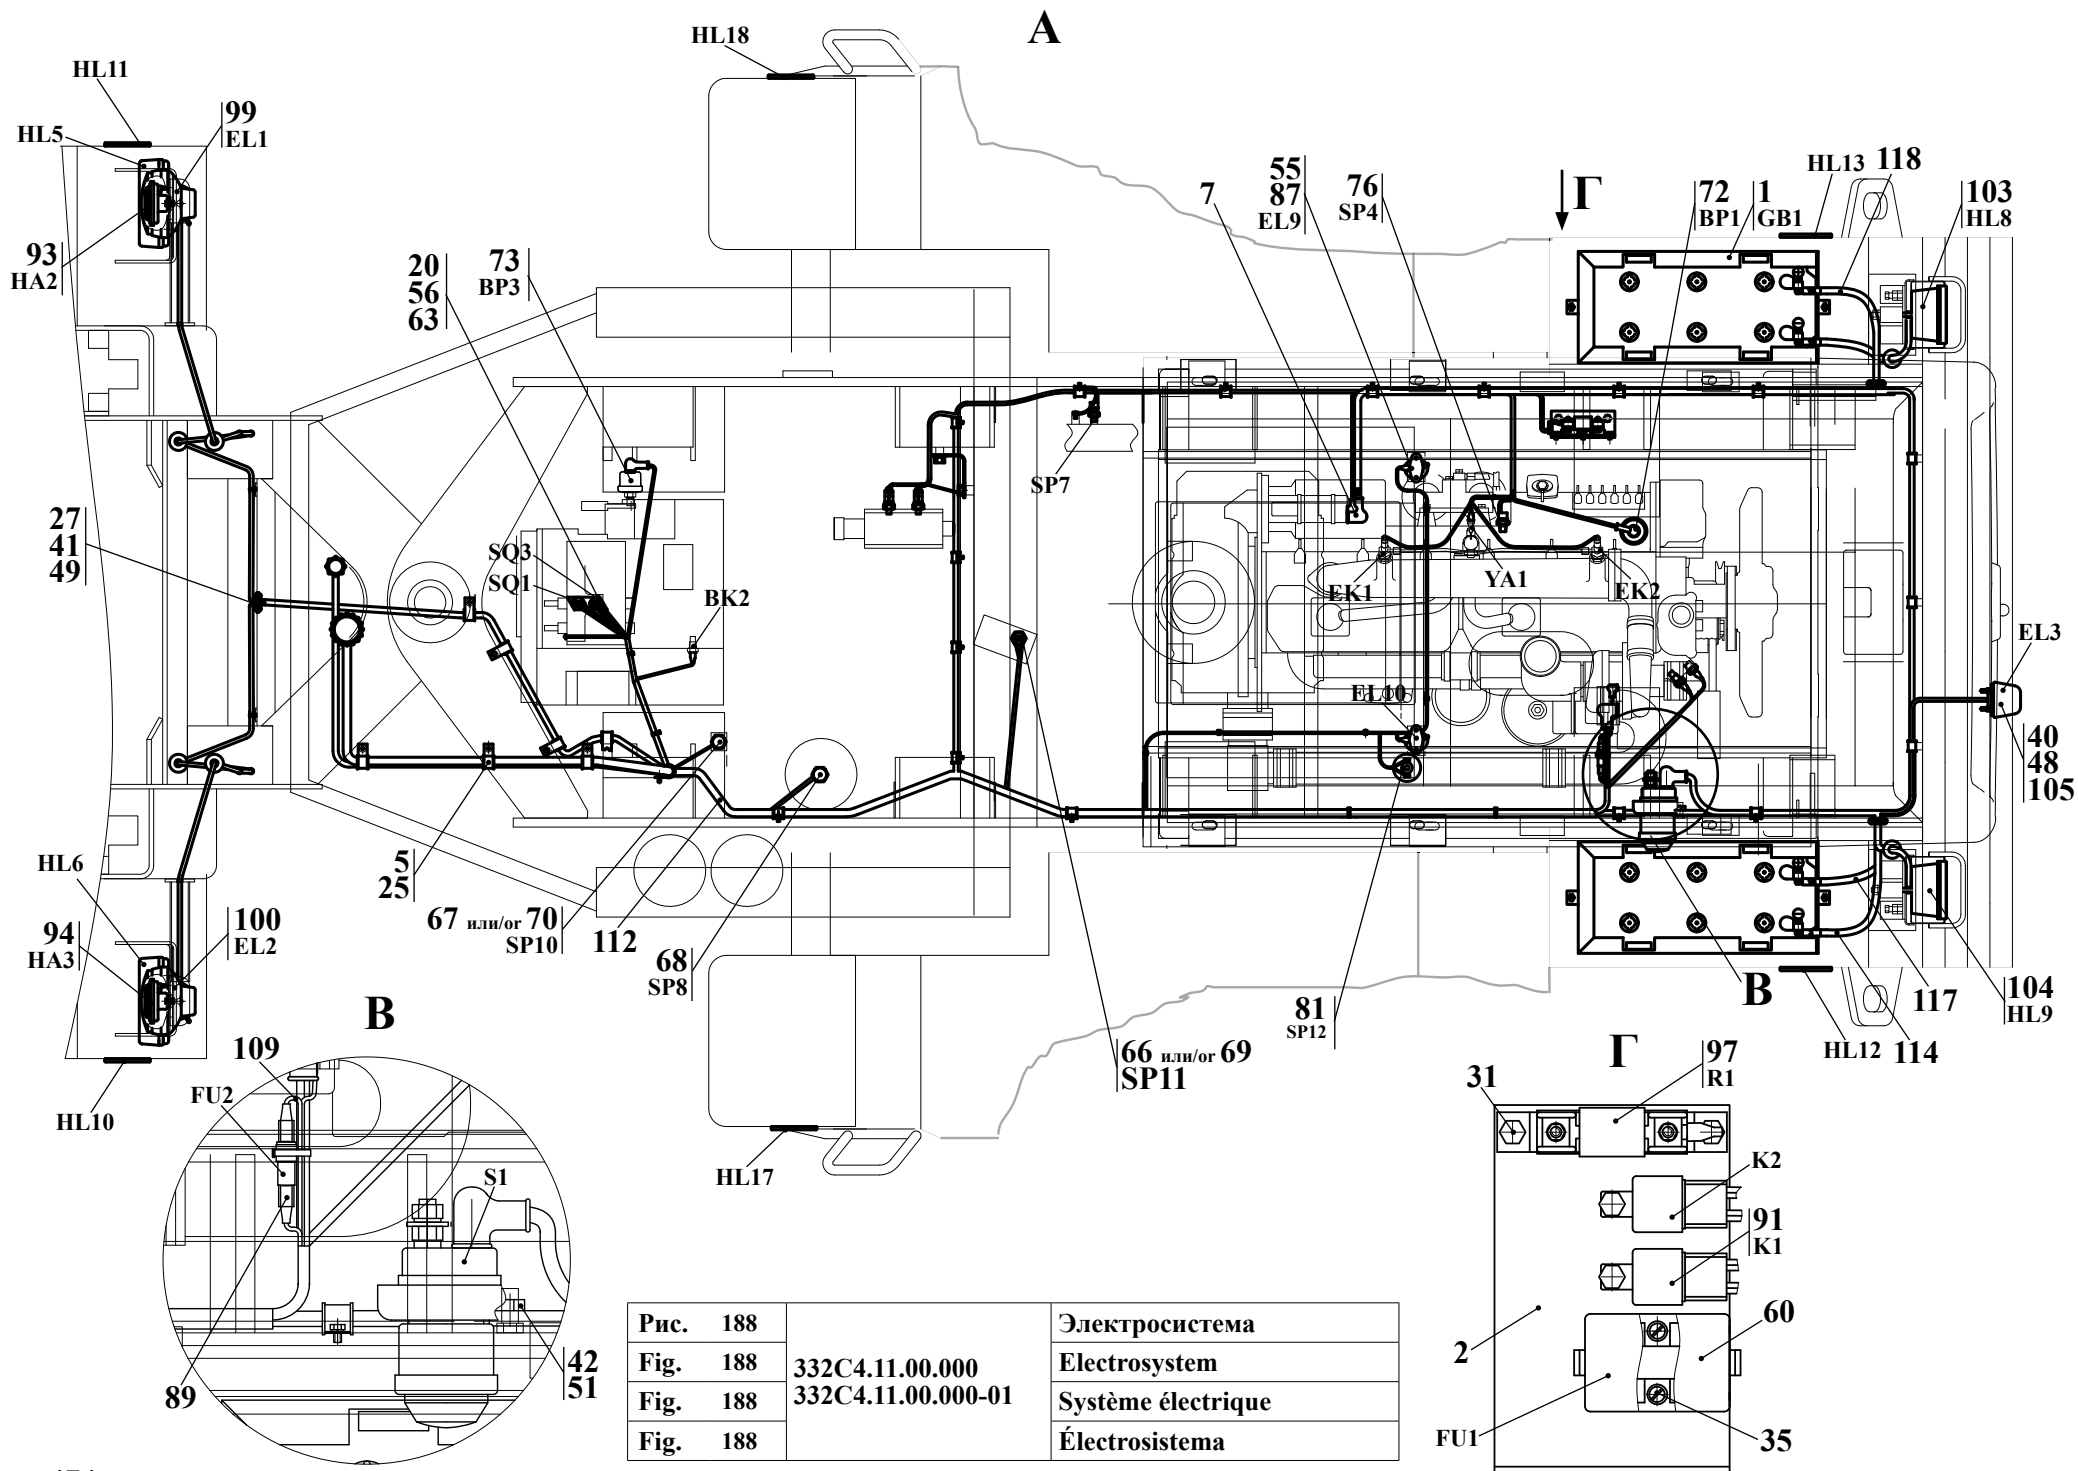 A
HL18
HL11
99
EL1
HL5
93
HA2
20
56
63
73
BP3
7
55
87
EL9
76
SP4
Г
72
BP1
1
GB1
HL13
118
103
HL8
SP7
27
41
49
SQ3
SQ1
BK2
EK1
YA1
EK2
EL3
EL10
40
48
105
HL6
5
25
67 или/or 70
SP10
112
68
SP8
94
HA3
100
EL2
81
SP12
66 или/or 69
SP11
B
117
104
HL9
HL12
114
HL10
HL17
B
109
FU2
S1
89
42
51
Г
31
97
R1
K2
91
K1
2
60
FU1
35
Рис. 188
Fig. 188
Fig. 188
Fig. 188
332C4.11.00.000
332C4.11.00.000-01
Электросистема
Electrosystem
Système électrique
Électrosistema